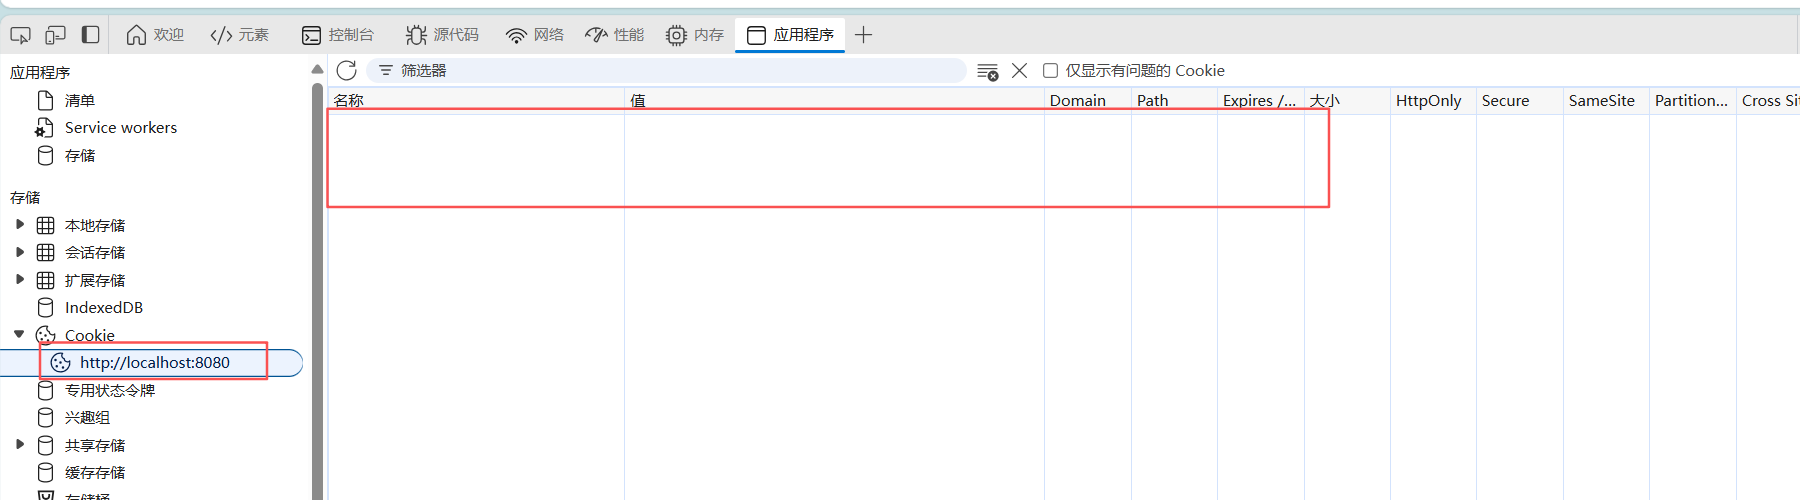 欢迎 元素 控制台 源代码 网络 性能 内存 应用程序
应用程序
清单
Service workers
存储
存储
本地存储
会话存储
扩展存储
IndexedDB
Cookie
http://localhost:8080
专用状态令牌
兴趣组
共享存储
缓存存储
存储桶
筛选器 仅显示有问题的 Cookie
名称 值 Domain Path Expires /... 大小 HttpOnly Secure SameSite Partition... Cross Sit